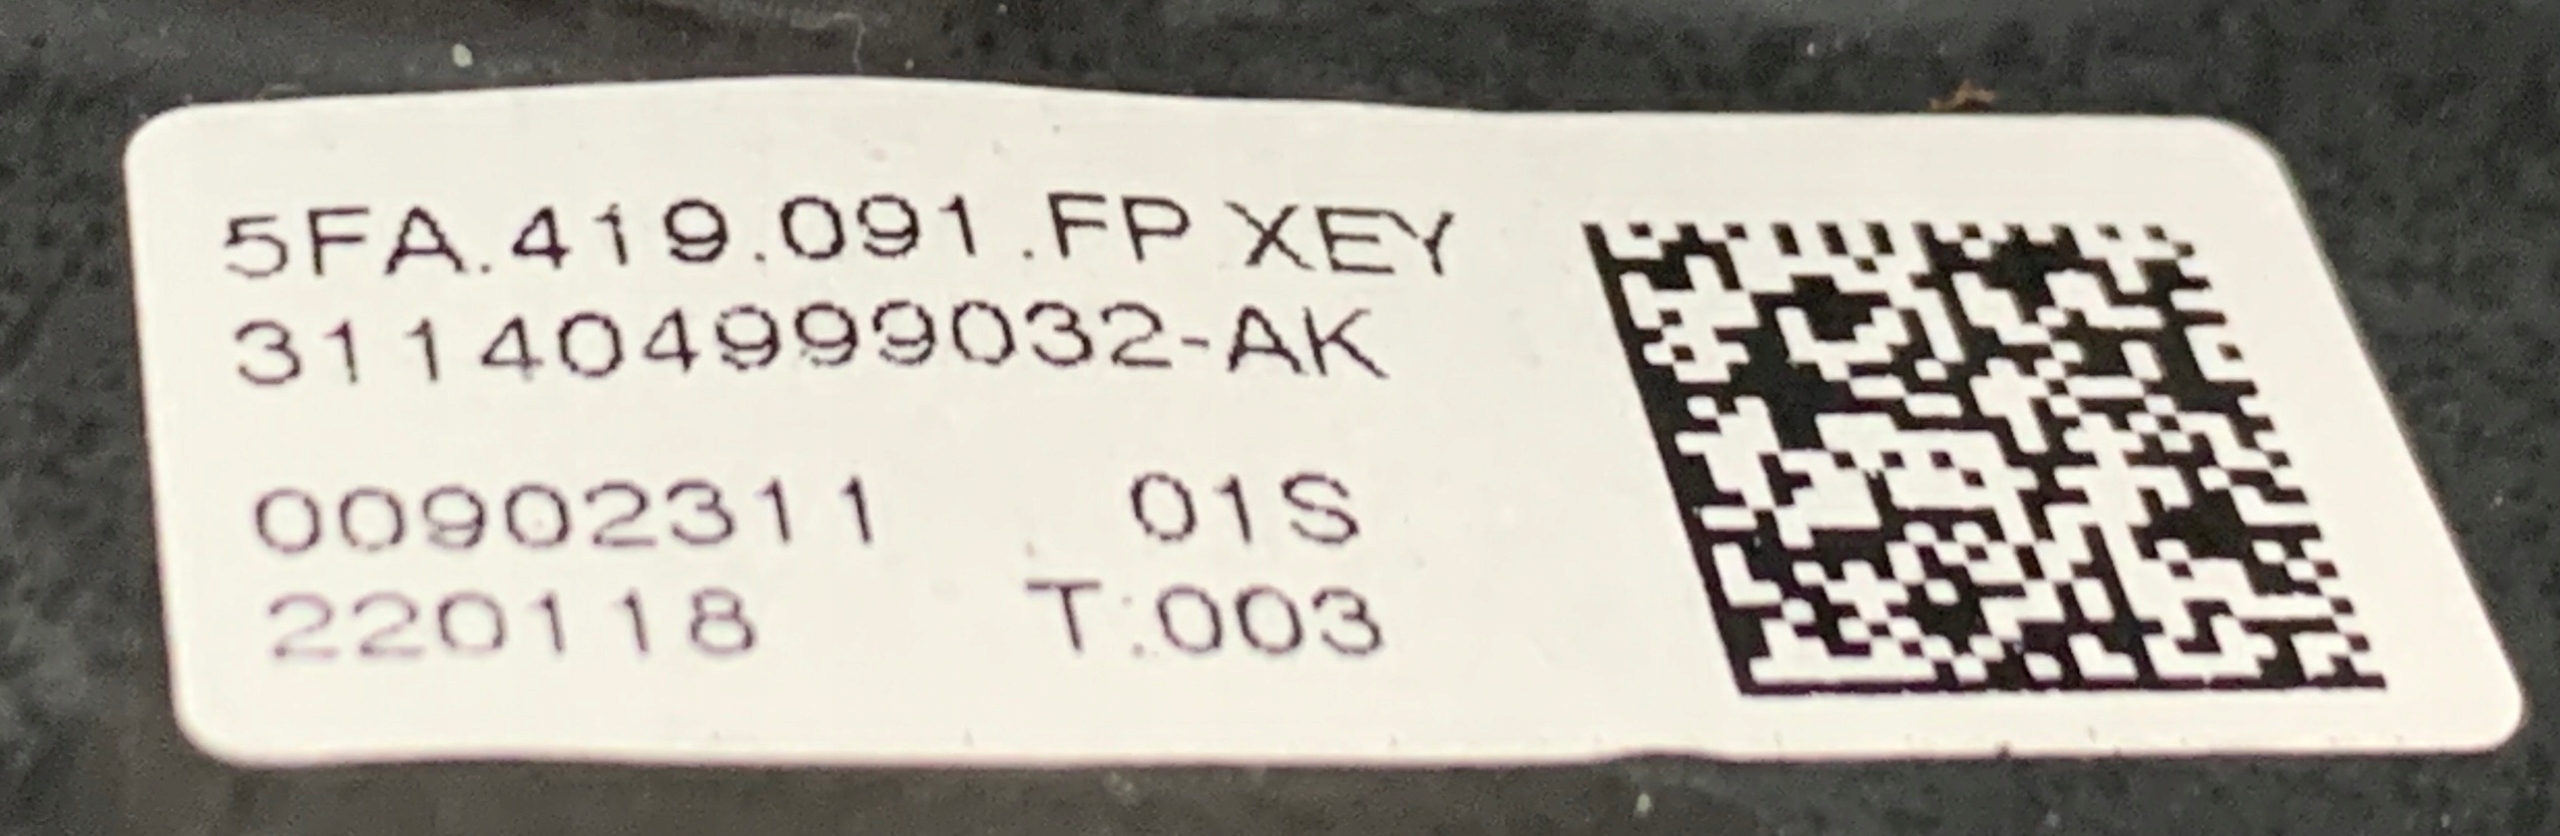 5FA.419.091.FP XEY
311404999032-AK
00902311 01S
220118 T:003